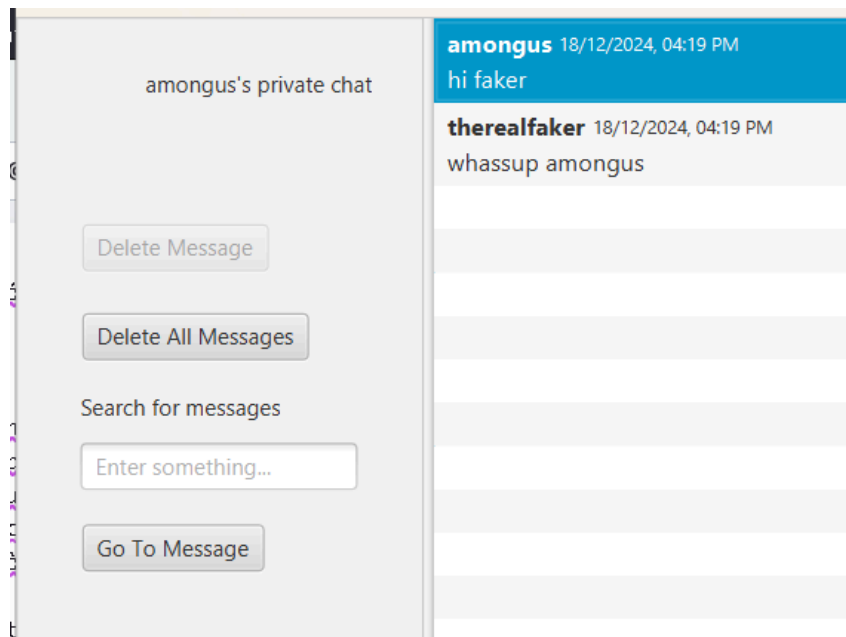 amongus's private chat
Delete Message
Delete All Messages
Search for messages
Enter something...
Go To Message
amongus 18/12/2024, 04:19 PM
hi faker
therealfaker 18/12/2024, 04:19 PM
whassup amongus